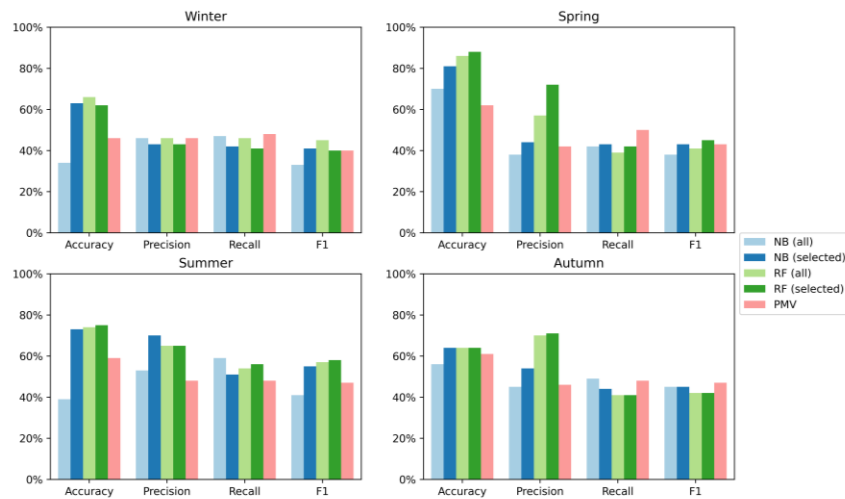 Winter
100%
80%
60%
40%
20%
0%
Accuracy Precision Recall F1
Spring
100%
80%
60%
40%
20%
0%
Accuracy Precision Recall F1
NB (all)
NB (selected)
RF (all)
RF (selected)
PMV
Summer
100%
80%
60%
40%
20%
0%
Accuracy Precision Recall F1
Autumn
100%
80%
60%
40%
20%
0%
Accuracy Precision Recall F1